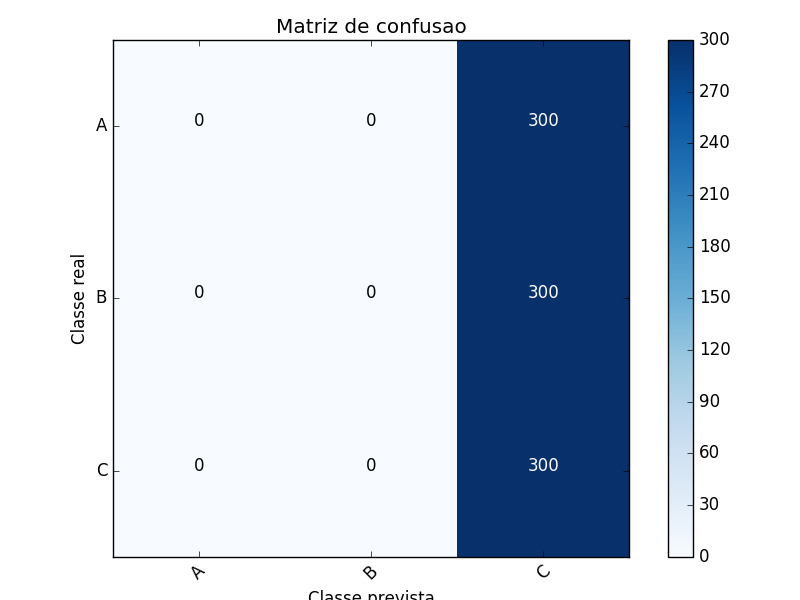 Matriz de confusao
Classe real
A 0 0 300
B 0 0 300
C 0 0 300
A B C
Classe prevista
300
270
240
210
180
150
120
90
60
30
0